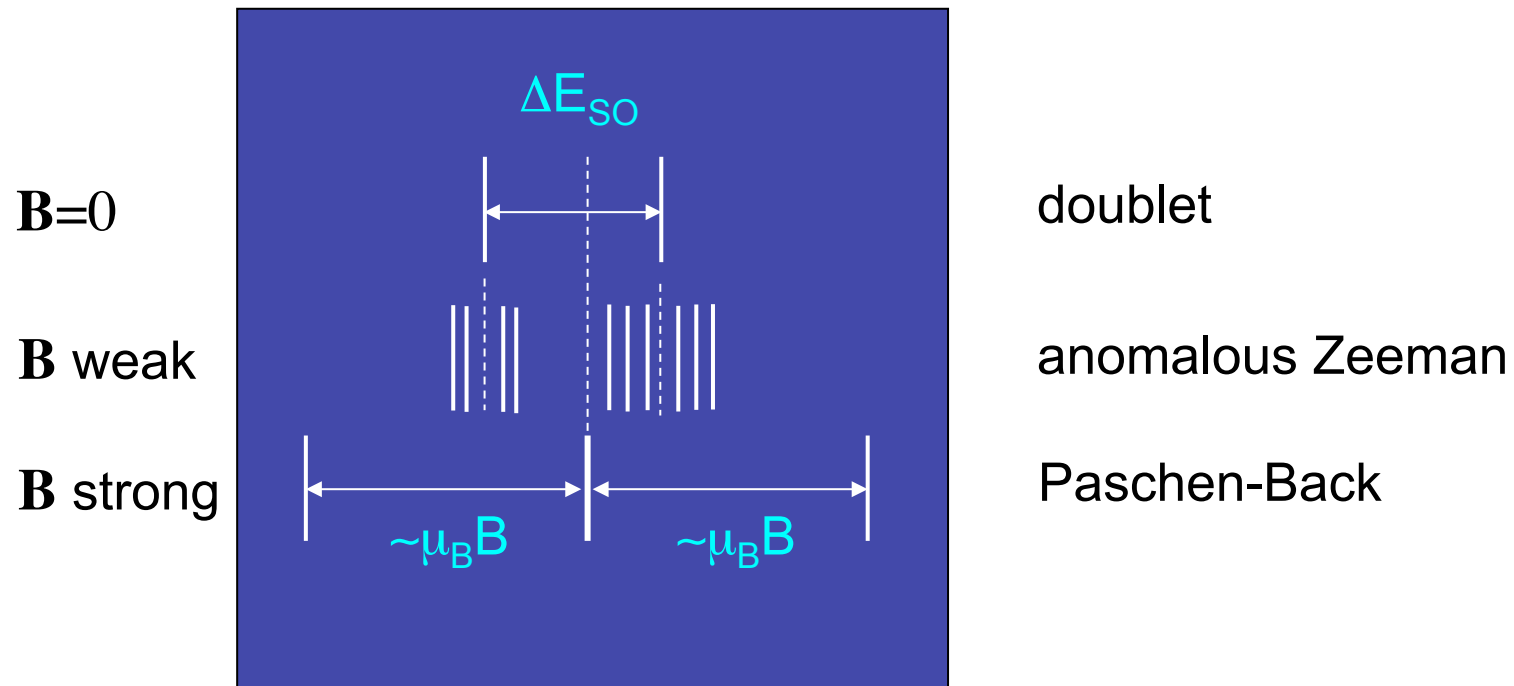 ΔE_SO
B=0
doublet
B weak
anomalous Zeeman
B strong
Paschen-Back
~μ_BB
~μ_BB